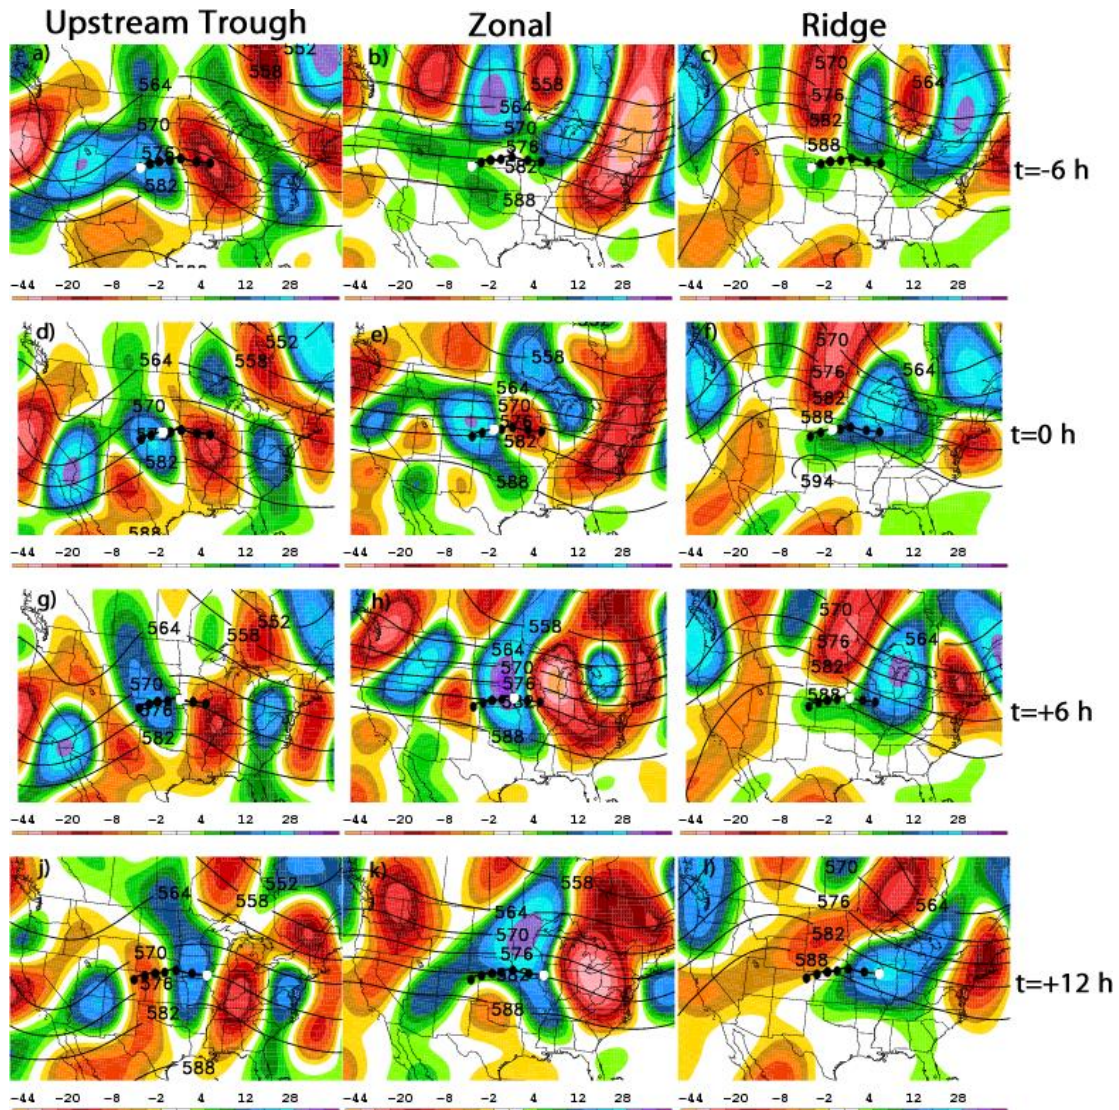 Upstream Trough Zonal Ridge
a) 564 552 558 570 576 582 588
b) 558 564 570 576 582 588
c) 570 564 576 582 588
t=-6 h
-44 -20 -8 -2 4 12 28 -44 -20 -8 -2 4 12 28 -44 -20 -8 -2 4 12 28
d) 552 558 564 570 582 588
e) 558 564 570 576 582 588
f) 570 576 564 582 588 594
t=0 h
-44 -20 -8 -2 4 12 28 -44 -20 -8 -2 4 12 28 -44 -20 -8 -2 4 12 28
g) 552 558 564 570 576 582
h) 558 564 570 576 588
i) 570 564 576 582 588
t=+6 h
-44 -20 -8 -2 4 12 28 -44 -20 -8 -2 4 12 28 -44 -20 -8 -2 4 12 28
j) 552 564 558 570 576 582 588
k) 558 564 570 576 588
l) 570 576 564 582 588
t=+12 h
-44 -20 -8 -2 4 12 28 -44 -20 -8 -2 4 12 28 -44 -20 -8 -2 4 12 28